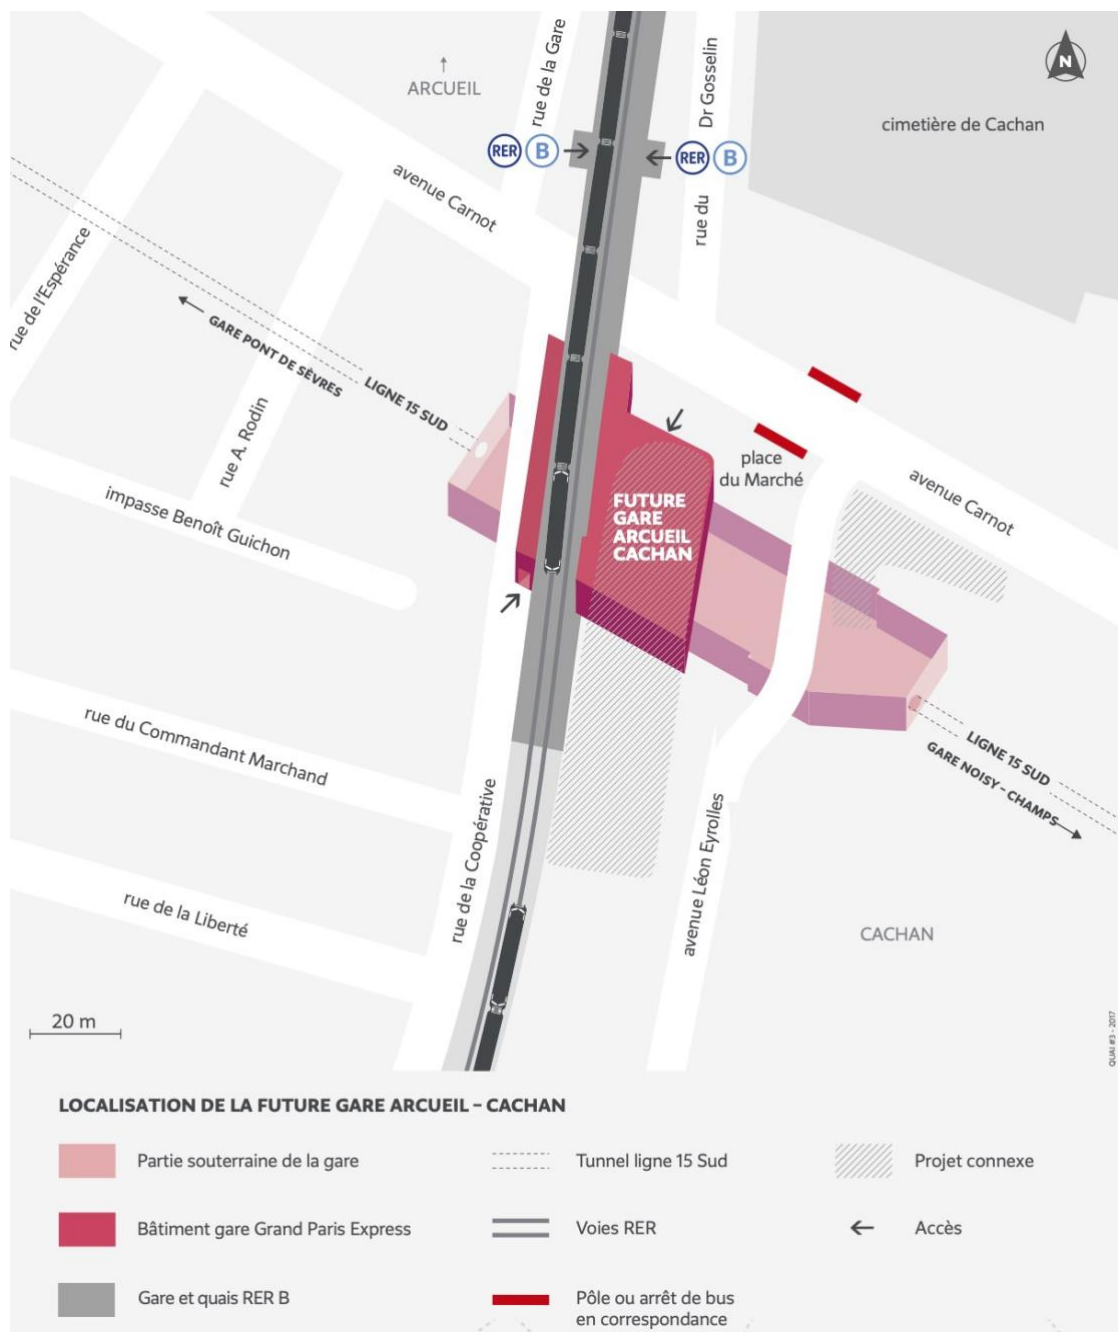 N
↑
ARCUEIL
rue de la Gare
Dr Gosselin
rue du
cimetière de Cachan
RER B
RER B
avenue Carnot
rue de l'Espérance
GARE PONT DE SÈVRES
LIGNE 15 SUD
rue A. Rodin
impasse Benoît Guichon
place
du Marché
avenue Carnot
FUTURE
GARE
ARCUEIL
CACHAN
LIGNE 15 SUD
GARE NOISY – CHAMPS
rue du Commandant Marchand
rue de la Coopérative
avenue Léon Eyrolles
rue de la Liberté
CACHAN
20 m
QUAI #3 - 2017
LOCALISATION DE LA FUTURE GARE ARCUEIL – CACHAN
Partie souterraine de la gare
Tunnel ligne 15 Sud
Projet connexe
Bâtiment gare Grand Paris Express
Voies RER
Accès
Gare et quais RER B
Pôle ou arrêt de bus
en correspondance